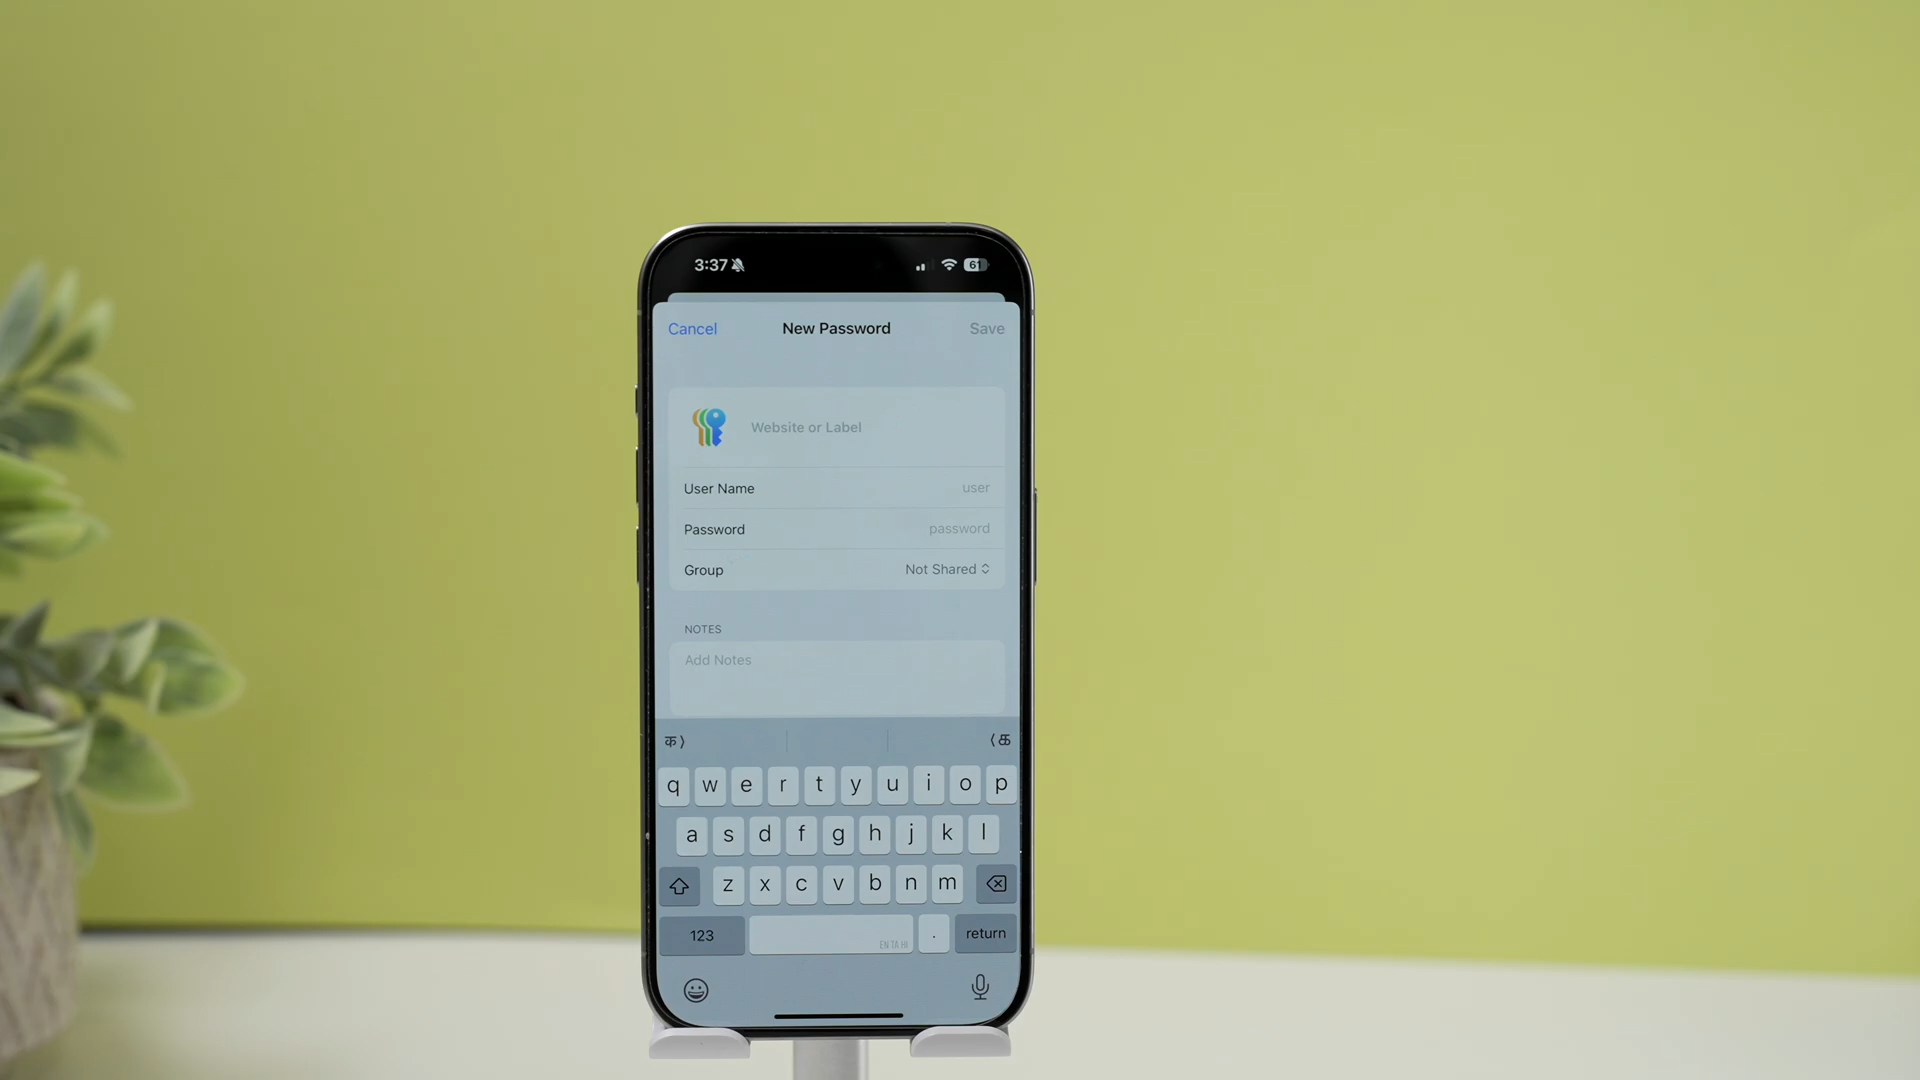 3:37 61
Cancel New Password Save
Website or Label
User Name user
Password password
Group Not Shared
NOTES
Add Notes
क க
q w e r t y u i o p
a s d f g h j k l
z x c v b n m
123 EN TA HI . return